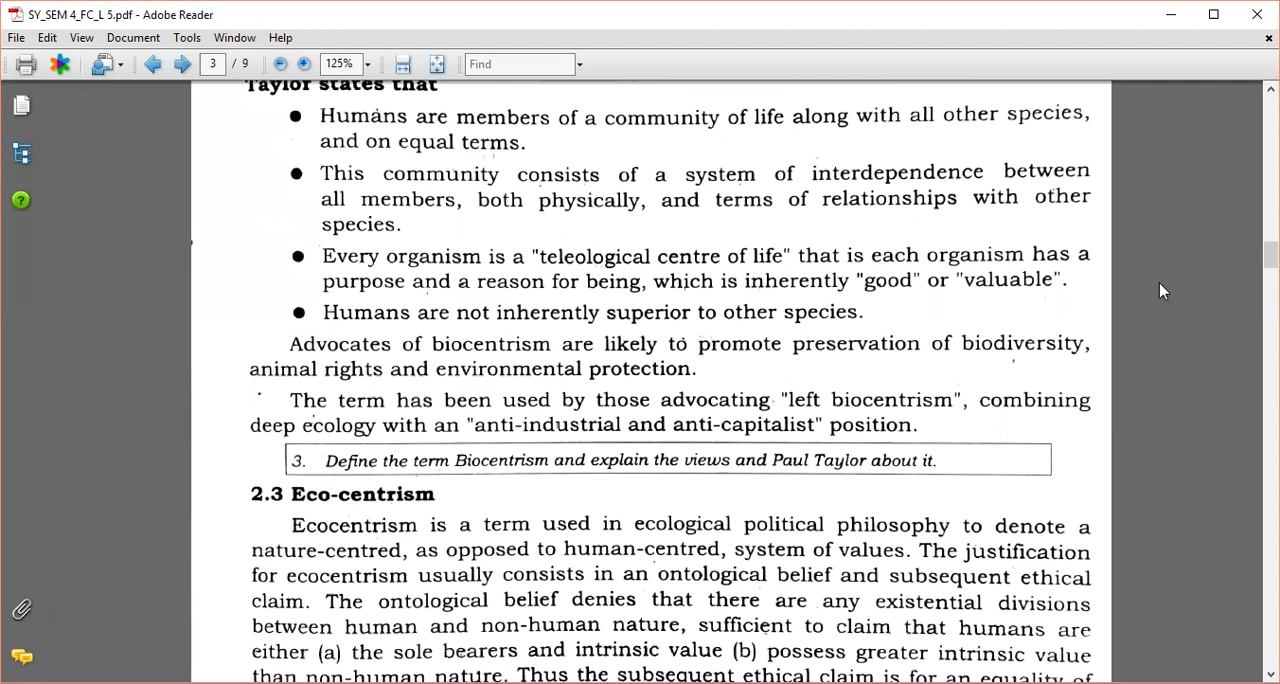 SY_SEM 4_FC_L 5.pdf - Adobe Reader
File Edit View Document Tools Window Help
3 / 9 125% Find
Taylor states that
● Humans are members of a community of life along with all other species,
and on equal terms.
● This community consists of a system of interdependence between
all members, both physically, and terms of relationships with other
species.
● Every organism is a "teleological centre of life" that is each organism has a
purpose and a reason for being, which is inherently "good" or "valuable".
● Humans are not inherently superior to other species.
Advocates of biocentrism are likely to promote preservation of biodiversity,
animal rights and environmental protection.
The term has been used by those advocating "left biocentrism", combining
deep ecology with an "anti-industrial and anti-capitalist" position.
3. Define the term Biocentrism and explain the views and Paul Taylor about it.
2.3 Eco-centrism
Ecocentrism is a term used in ecological political philosophy to denote a
nature-centred, as opposed to human-centred, system of values. The justification
for ecocentrism usually consists in an ontological belief and subsequent ethical
claim. The ontological belief denies that there are any existential divisions
between human and non-human nature, sufficient to claim that humans are
either (a) the sole bearers and intrinsic value (b) possess greater intrinsic value
than non-human nature. Thus the subsequent ethical claim is for an equality of